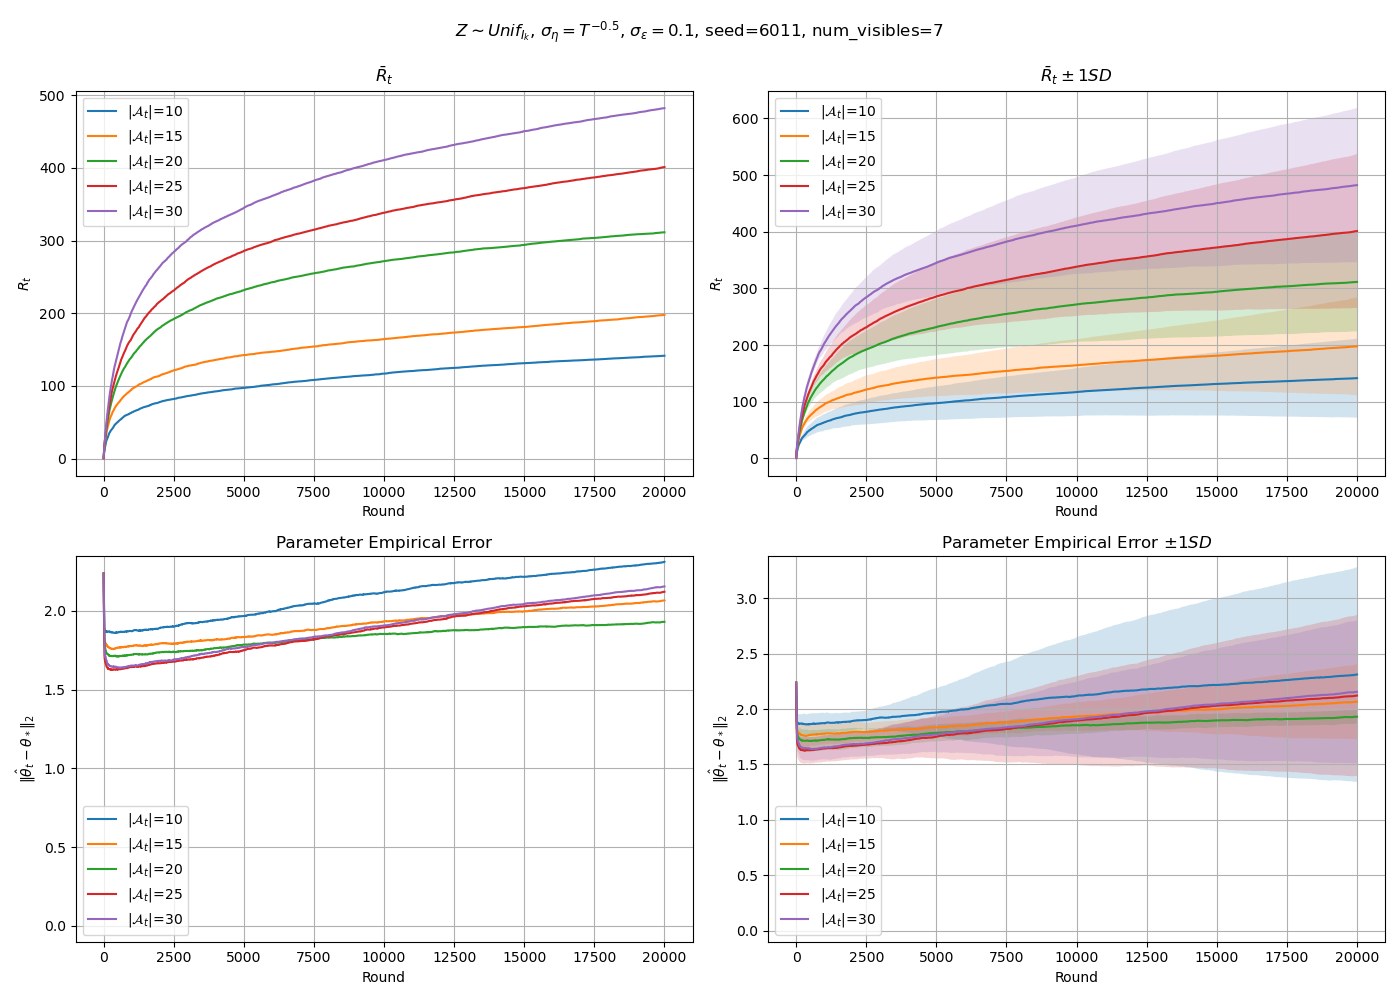 Z ~ Unif_{I_k}, σ_η = T^{−0.5}, σ_ε = 0.1, seed=6011, num_visibles=7
R̄_t
R_t
500
400
300
200
100
0
|𝒜_t|=10
|𝒜_t|=15
|𝒜_t|=20
|𝒜_t|=25
|𝒜_t|=30
0 2500 5000 7500 10000 12500 15000 17500 20000
Round
R̄_t ± 1SD
R_t
600
500
400
300
200
100
0
|𝒜_t|=10
|𝒜_t|=15
|𝒜_t|=20
|𝒜_t|=25
|𝒜_t|=30
0 2500 5000 7500 10000 12500 15000 17500 20000
Round
Parameter Empirical Error
‖θ̂_t − θ_*‖_2
2.0
1.5
1.0
0.5
0.0
|𝒜_t|=10
|𝒜_t|=15
|𝒜_t|=20
|𝒜_t|=25
|𝒜_t|=30
0 2500 5000 7500 10000 12500 15000 17500 20000
Round
Parameter Empirical Error ±1SD
‖θ̂_t − θ_*‖_2
3.0
2.5
2.0
1.5
1.0
0.5
0.0
|𝒜_t|=10
|𝒜_t|=15
|𝒜_t|=20
|𝒜_t|=25
|𝒜_t|=30
0 2500 5000 7500 10000 12500 15000 17500 20000
Round